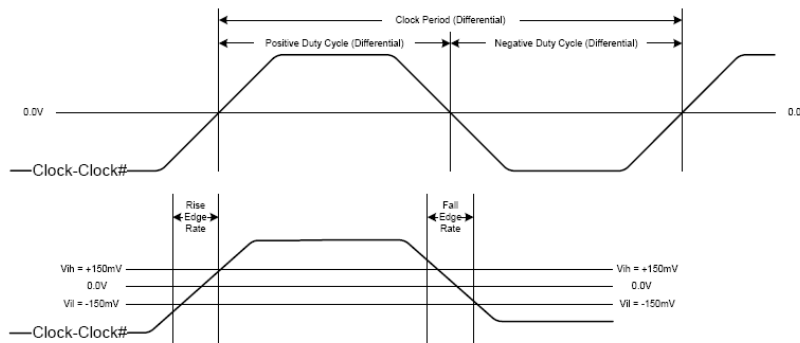 Clock Period (Differential)
Positive Duty Cycle (Differential)
Negative Duty Cycle (Differential)
0.0V
0.0
Clock-Clock#
Rise
Edge
Rate
Fall
Edge
Rate
Vih = +150mV
Vih = +150mV
0.0V
0.0V
Vil = -150mV
Vil = -150mV
Clock-Clock#